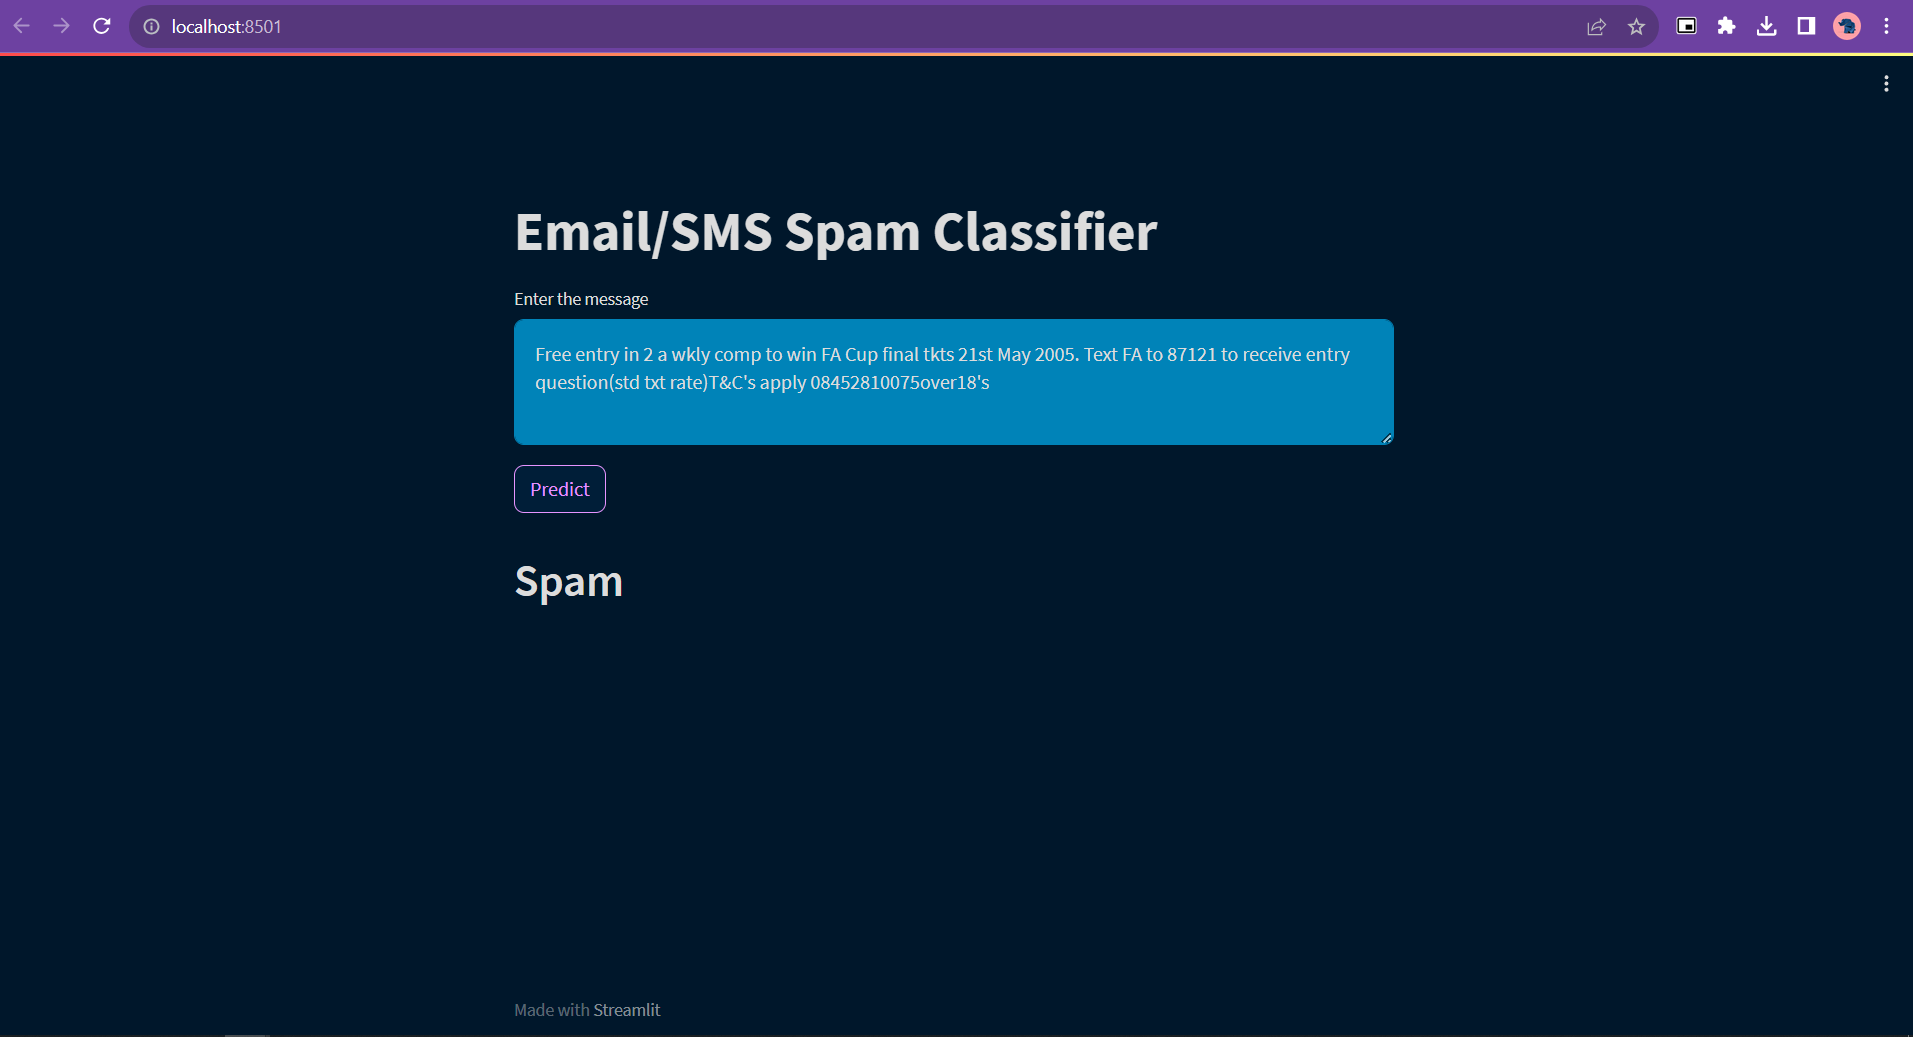 localhost:8501
Email/SMS Spam Classifier
Enter the message
Free entry in 2 a wkly comp to win FA Cup final tkts 21st May 2005. Text FA to 87121 to receive entry
question(std txt rate)T&C's apply 08452810075over18's
Predict
Spam
Made with Streamlit